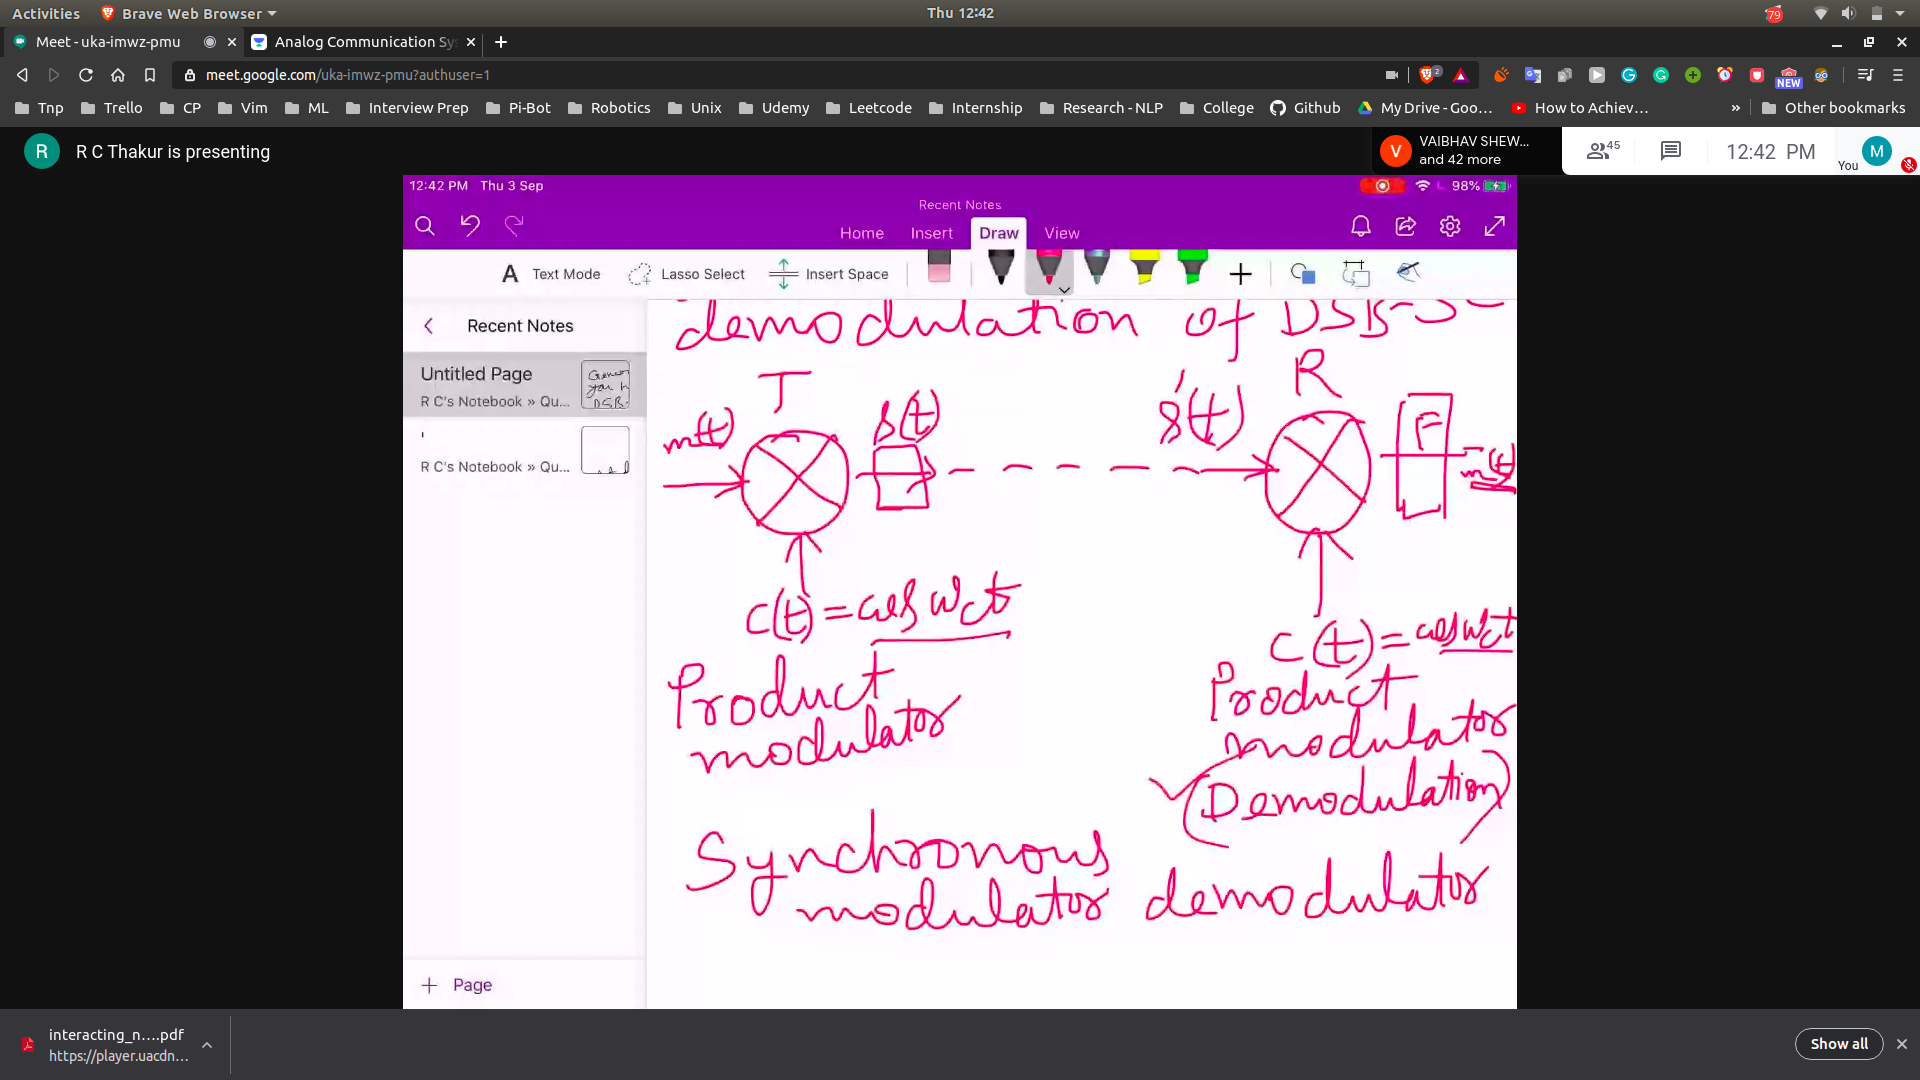 Activities
Brave Web Browser
Thu 12:42
79
Meet - uka-imwz-pmu
Analog Communication Sy
meet.google.com/uka-imwz-pmu?authuser=1
2
NEW
Tnp
Trello
CP
Vim
ML
Interview Prep
Pi-Bot
Robotics
Unix
Udemy
Leetcode
Internship
Research - NLP
College
Github
My Drive - Goo…
How to Achiev…
»
Other bookmarks
R
R C Thakur is presenting
V
VAIBHAV SHEW...
and 42 more
45
12:42 PM
You
M
12:42 PM Thu 3 Sep
98%
Recent Notes
Home
Insert
Draw
View
Text Mode
Lasso Select
Insert Space
Recent Notes
Untitled Page
R C's Notebook » Qu...
R C's Notebook » Qu...
+ Page
demodulation of DSB-S
T
R
m(t)
s(t)
s'(t)
F
m(t)
c(t) = cos wct
c(t) = cos wct
Product
modulator
Product
modulator
(Demodulation)
Synchronous
modulator demodulator
interacting_n….pdf
https://player.uacdn…
Show all